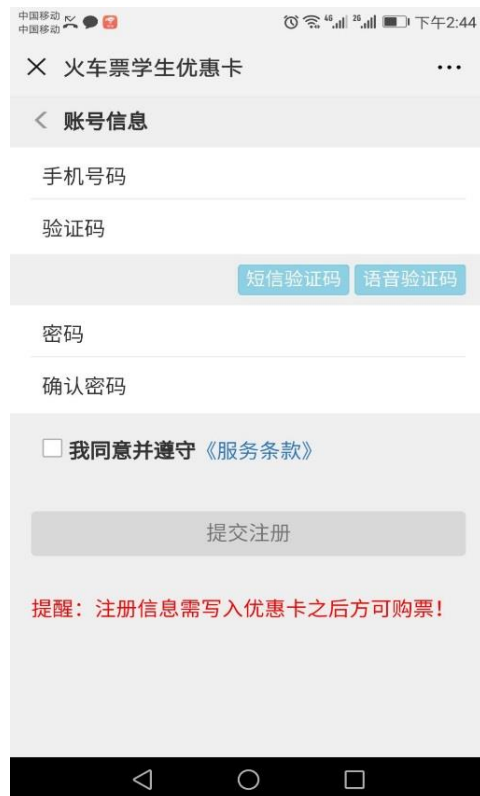 中国移动
中国移动 46 26 下午2:44
火车票学生优惠卡
账号信息
手机号码
验证码
短信验证码 语音验证码
密码
确认密码
我同意并遵守《服务条款》
提交注册
提醒：注册信息需写入优惠卡之后方可购票！